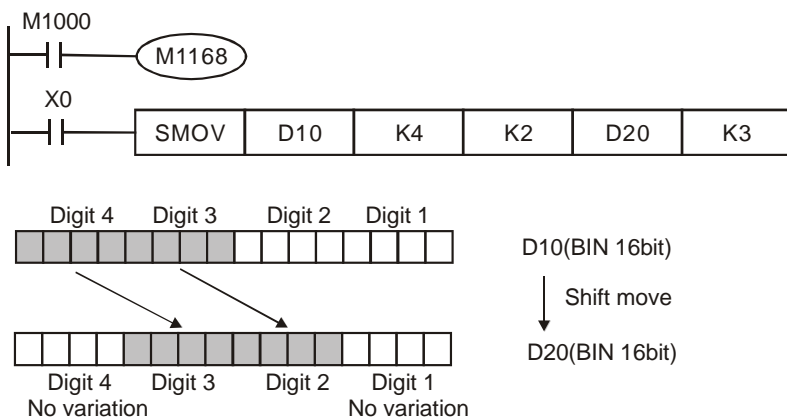 M1000
M1168
X0
SMOV D10 K4 K2 D20 K3
Digit 4 Digit 3 Digit 2 Digit 1
D10(BIN 16bit)
Shift move
D20(BIN 16bit)
Digit 4 Digit 3 Digit 2 Digit 1
No variation No variation